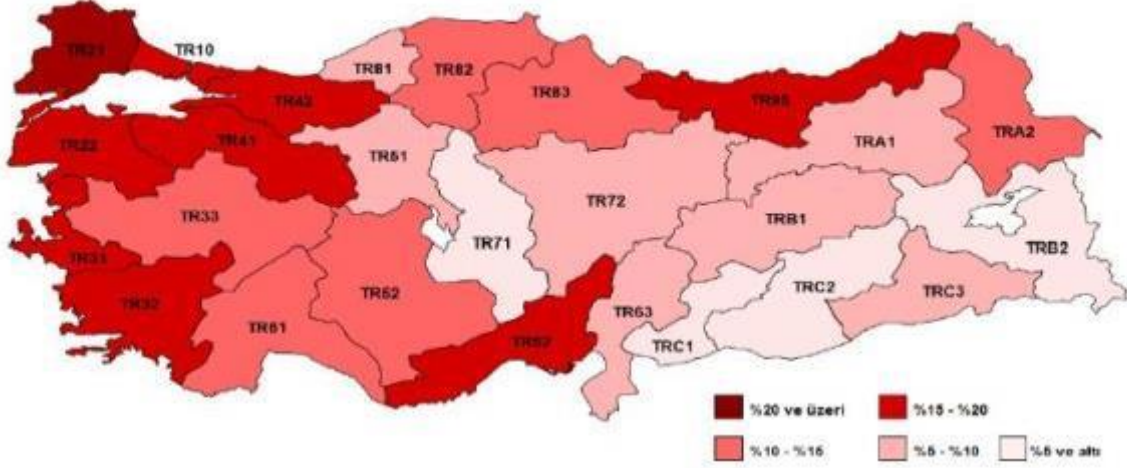 TR21
TR10
TR81
TR82
TR83
TR42
TR90
TRA2
TR22
TR41
TR51
TRA1
TR33
TR72
TRB1
TR71
TRB2
TR31
TR32
TR52
TRC2
TRC3
TR61
TR63
TR62
TRC1
%20 ve üzeri
%15 - %20
%10 - %15
%5 - %10
%5 ve altı